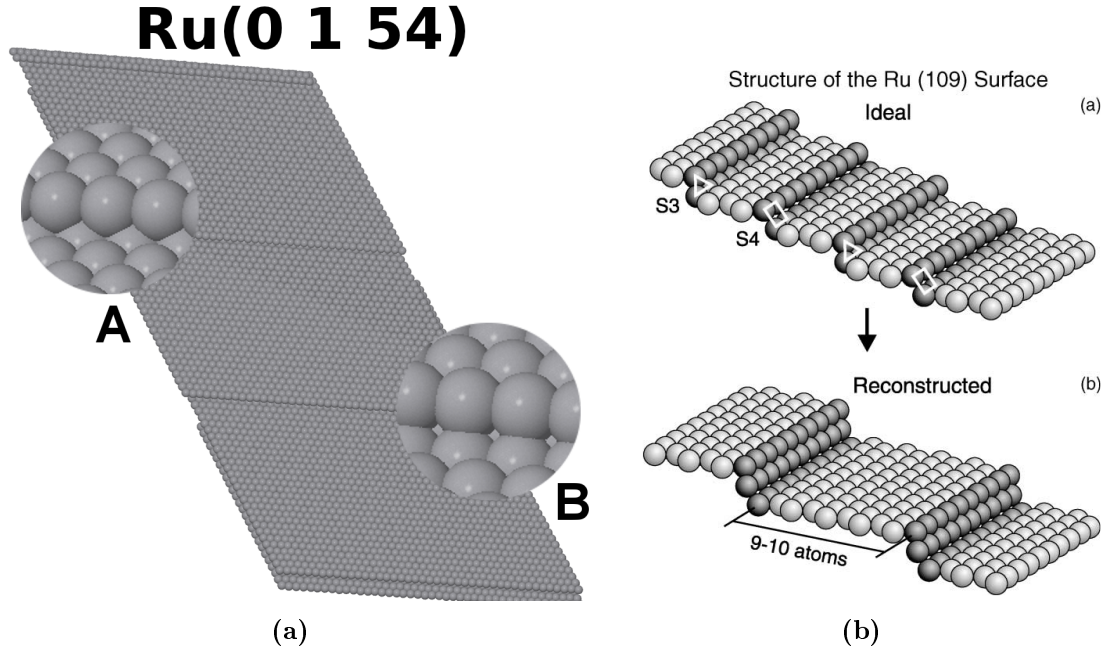 Ru(0 1 54)
A
B
(a)
Structure of the Ru (109) Surface
(a)
Ideal
S3
S4
Reconstructed
(b)
9-10 atoms
(b)